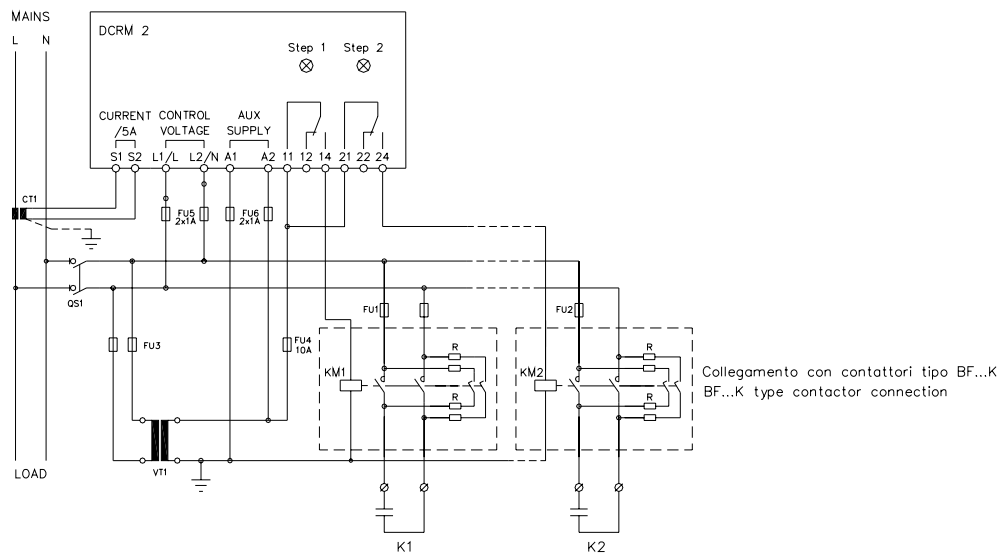 MAINS
L N
DCRM 2
Step 1 Step 2
CURRENT CONTROL AUX
/5A VOLTAGE SUPPLY
S1 S2 L1/L L2/N A1 A2 11 12 14 21 22 24
CT1
FU5 FU6
2x1A 2x1A
QS1
FU1 FU2
FU3 FU4
10A
R R
KM1 KM2
Collegamento con contattori tipo BF...K
BF...K type contactor connection
R R
LOAD
VT1
K1 K2